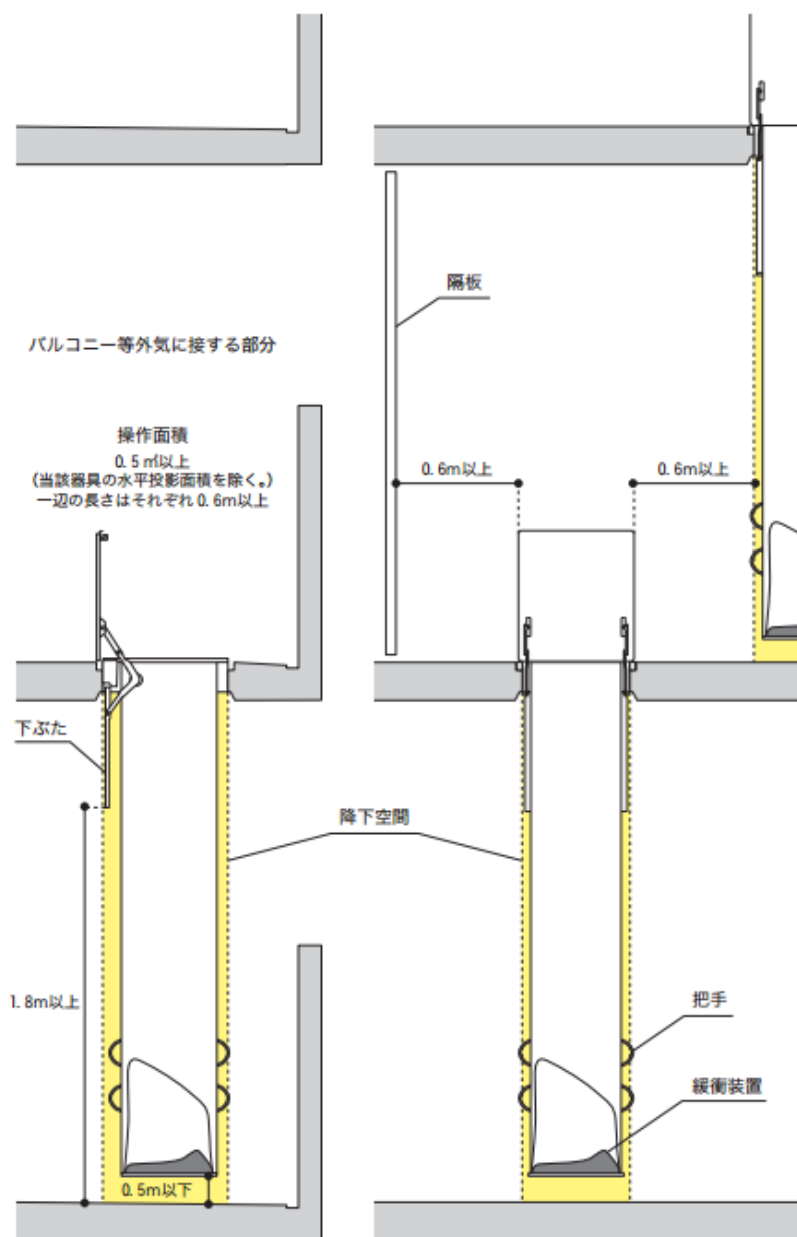 隔板
バルコニー等外気に接する部分
操作面積
0.5㎡以上
(当該器具の水平投影面積を除く。)
一辺の長さはそれぞれ0.6m以上
0.6m以上
0.6m以上
下ぶた
降下空間
1.8m以上
把手
緩衝装置
0.5m以下